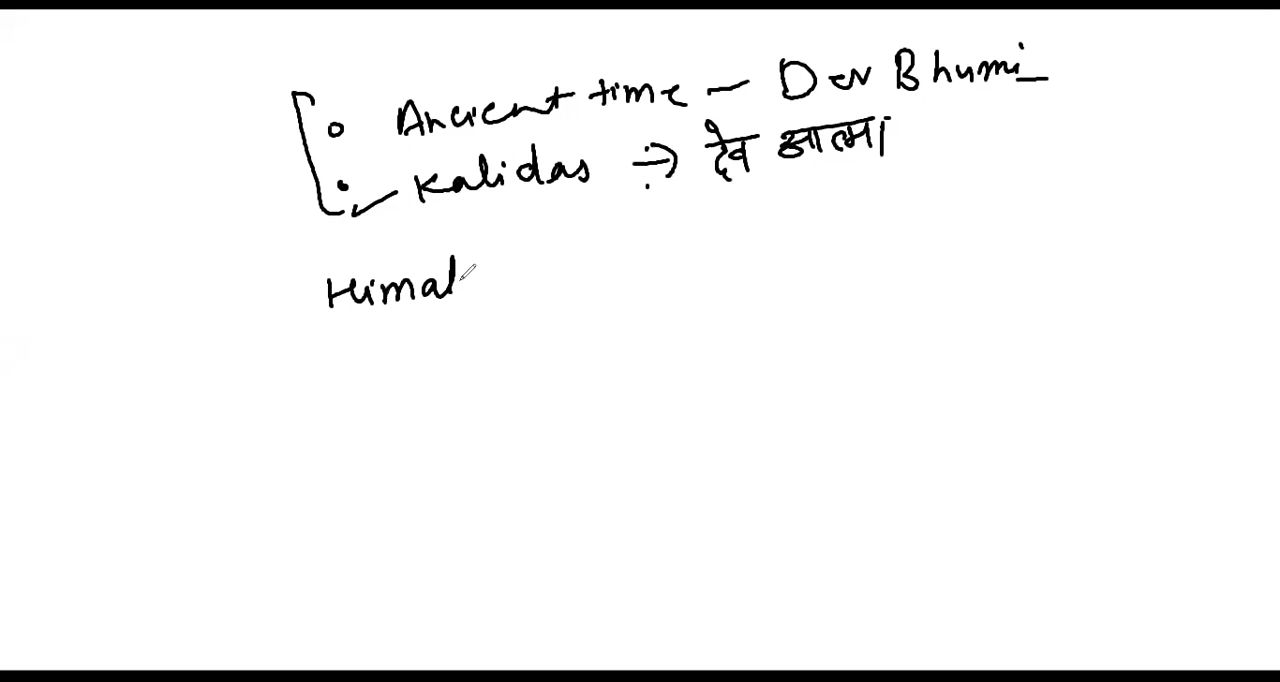 • Ancient time – Dev Bhumi
• Kalidas ⇒ देव आत्मा
Himal